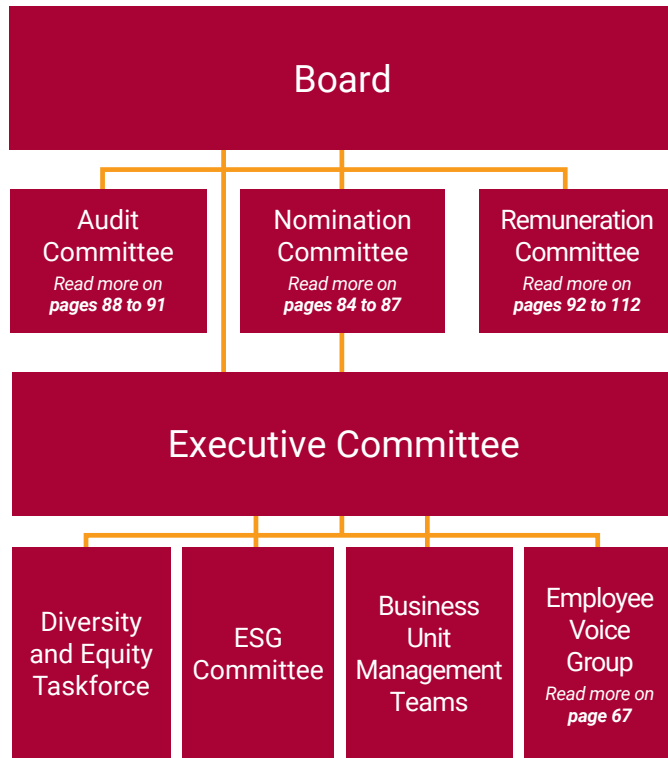 Board
Audit
Committee
Read more on
pages 88 to 91
Nomination
Committee
Read more on
pages 84 to 87
Remuneration
Committee
Read more on
pages 92 to 112
Executive Committee
Diversity
and Equity
Taskforce
ESG
Committee
Business
Unit
Management
Teams
Employee
Voice
Group
Read more on
page 67